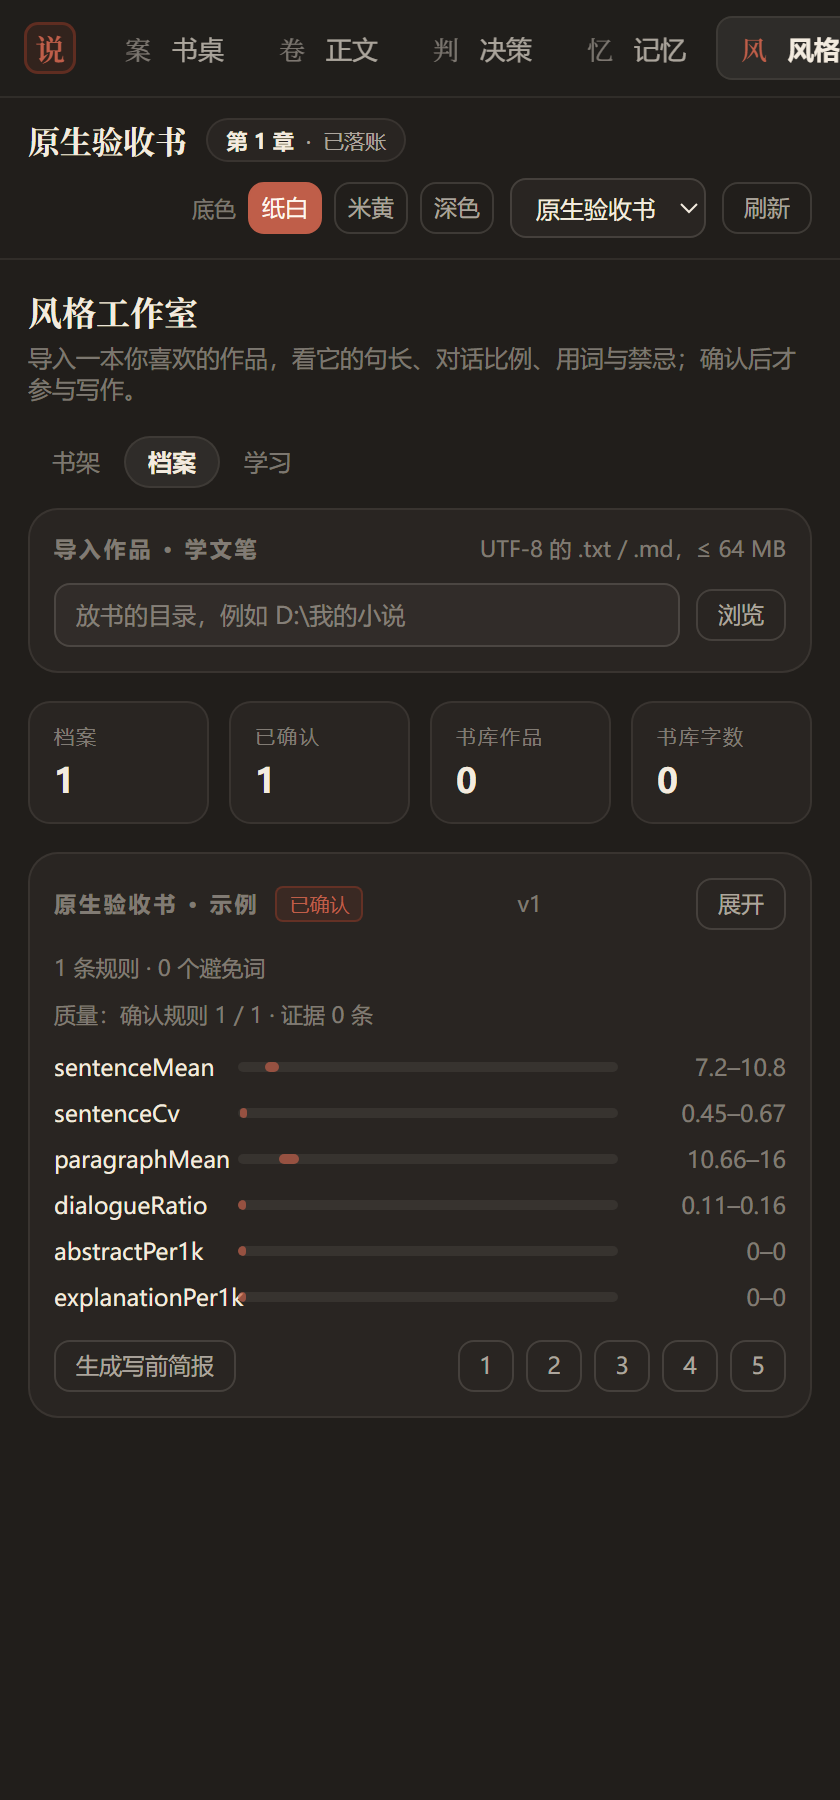 说 案 书桌 卷 正文 判 决策 忆 记忆 风 风格
原生验收书 第 1 章 · 已落账
底色 纸白 米黄 深色 原生验收书 刷新
风格工作室
导入一本你喜欢的作品，看它的句长、对话比例、用词与禁忌；确认后才
参与写作。
书架 档案 学习
导入作品 · 学文笔 UTF-8 的 .txt / .md，≤ 64 MB
放书的目录，例如 D:\我的小说 浏览
档案 已确认 书库作品 书库字数
1 1 0 0
原生验收书 · 示例 已确认 v1 展开
1 条规则 · 0 个避免词
质量：确认规则 1 / 1 · 证据 0 条
sentenceMean 7.2–10.8
sentenceCv 0.45–0.67
paragraphMean 10.66–16
dialogueRatio 0.11–0.16
abstractPer1k 0–0
explanationPer1k 0–0
生成写前简报 1 2 3 4 5